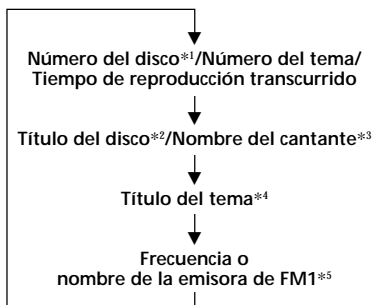 Número del disco*1/Número del tema/
Tiempo de reproducción transcurrido
Título del disco*2/Nombre del cantante*3
Título del tema*4
Frecuencia o
nombre de la emisora de FM1*5